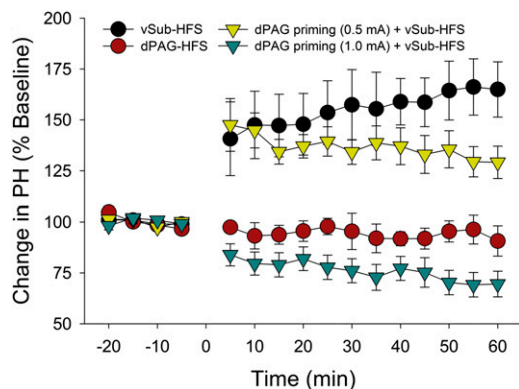 vSub-HFS
dPAG priming (0.5 mA) + vSub-HFS
dPAG-HFS
dPAG priming (1.0 mA) + vSub-HFS
Change in PH (% Baseline)
200
175
150
125
100
75
50
-20 -10 0 10 20 30 40 50 60
Time (min)